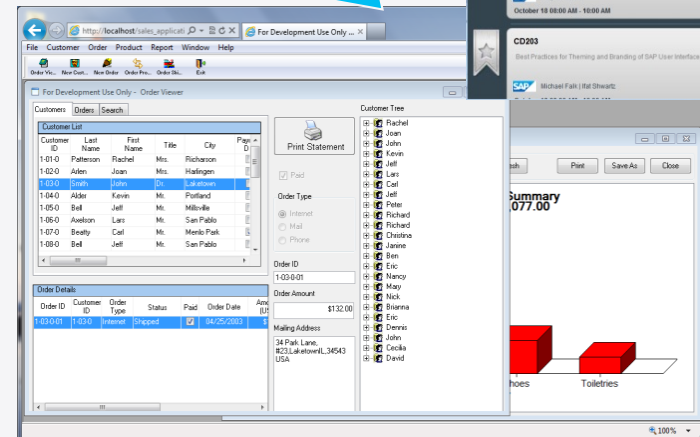 October 18 08:00 AM - 10:00 AM
CD203
Best Practices for Theming and Branding of SAP User Interface
SAP Michael Falk | Ifat Shwartz
http://localhost/sales_applicati
For Development Use Only ...
File Customer Order Product Report Window Help
Order Vie.. New Cust... New Order Order Pro... Order Ski... Exit
For Development Use Only - Order Viewer
Customers Orders Search
Customer List
Customer ID Last Name First Name Title City
1-01-0 Patterson Rachel Mrs. Richarson
1-02-0 Arlen Joan Mrs. Harlingen
1-03-0 Smith John Dr. Laketown
1-04-0 Alder Kevin Mr. Portland
1-05-0 Bell Jeff Mr. Millsville
1-06-0 Axelson Lars Mr. San Pablo
1-07-0 Beatty Carl Mr. Menlo Park
1-08-0 Bell Jeff Mr. San Pablo
Order Details
Order ID Customer ID Order Type Status Paid Order Date
1-03-0-01 1-03-0 Internet Shipped 04/25/2003
Print Statement
Paid
Order Type
Internet
Mail
Phone
Order ID
1-03-0-01
Order Amount
$132.00
Mailing Address
34 Park Lane,
#23,LaketownIL,34543
USA
Customer Tree
Rachel
Joan
John
Kevin
Jeff
Lars
Carl
Jeff
Peter
Richard
Richard
Christina
Janine
Ben
Eric
Nancy
Mary
Nick
Brianna
Eric
Dennis
John
Cecilia
David
Print Save As Close
Summary
,077.00
hoes Toiletries
100%